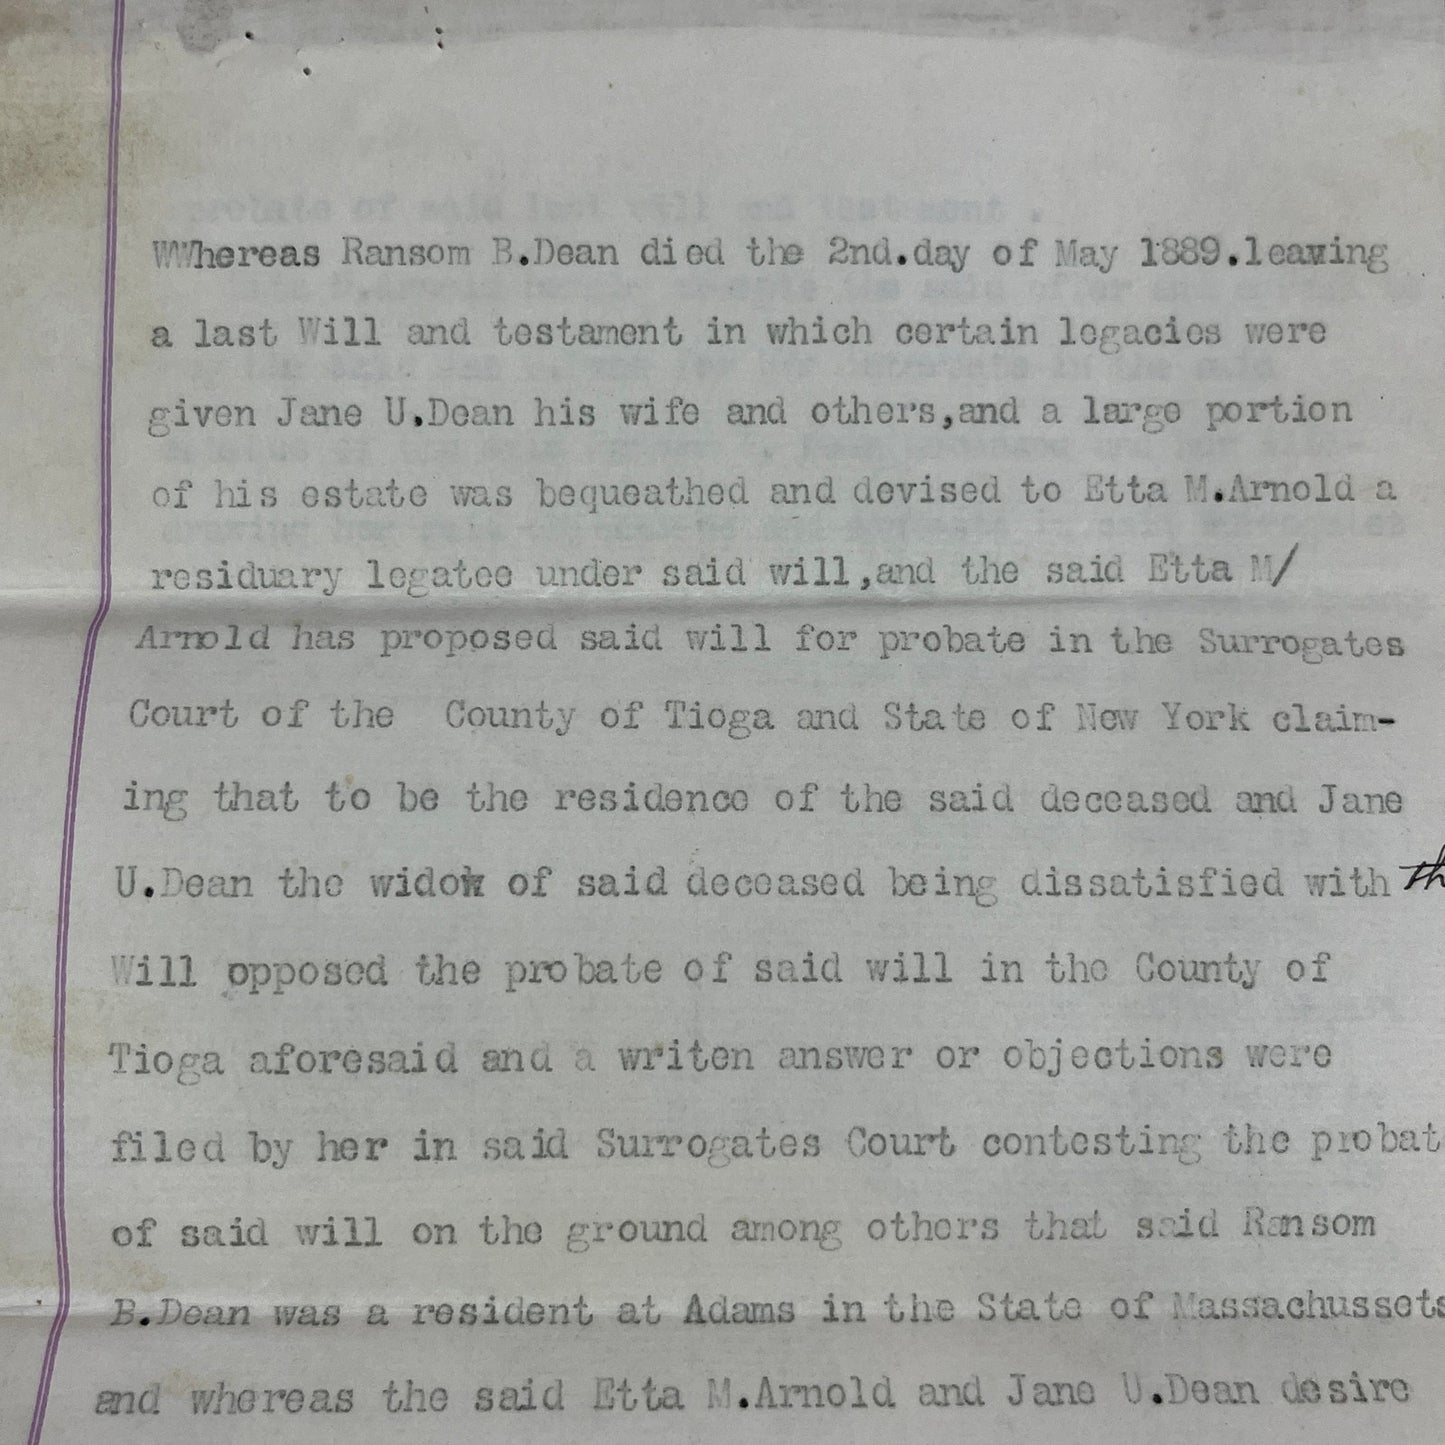 WWhereas Ransom B.Dean died the 2nd.day of May 1889.leaving
a last Will and testament in which certain legacies were
given Jane U.Dean his wife and others,and a large portion
of his estate was bequeathed and devised to Etta M.Arnold a
residuary legatee under said will,and the said Etta M/
Arnold has proposed said will for probate in the Surrogates
Court of the County of Tioga and State of New York claim-
ing that to be the residence of the said deceased and Jane
U.Dean the widow of said deceased being dissatisfied with th
Will opposed the probate of said will in the County of
Tioga aforesaid and a writen answer or objections were
filed by her in said Surrogates Court contesting the probat
of said will on the ground among others that said Ransom
B.Dean was a resident at Adams in the State of Massachussets
and whereas the said Etta M.Arnold and Jane U.Dean desire